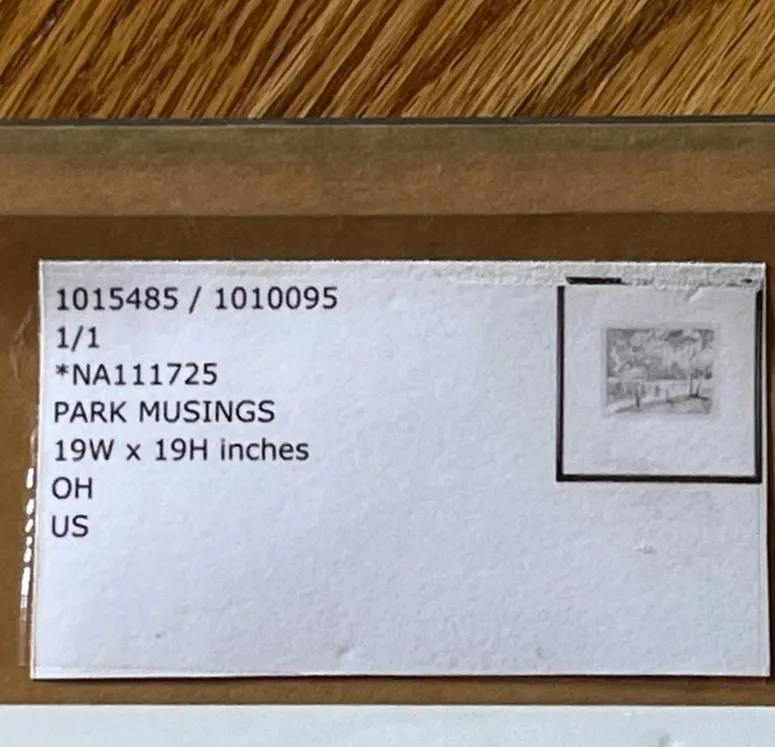 1015485 / 1010095
1/1
*NA111725
PARK MUSINGS
19W x 19H inches
OH
US